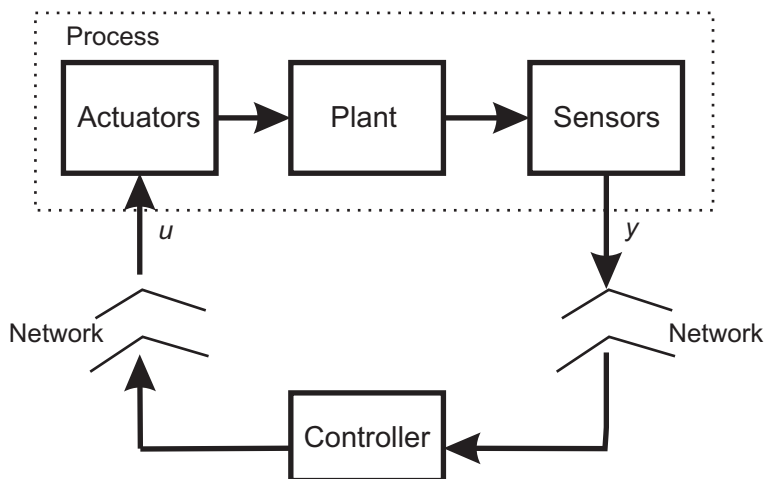 Process
Actuators
Plant
Sensors
u
y
Network
Network
Controller